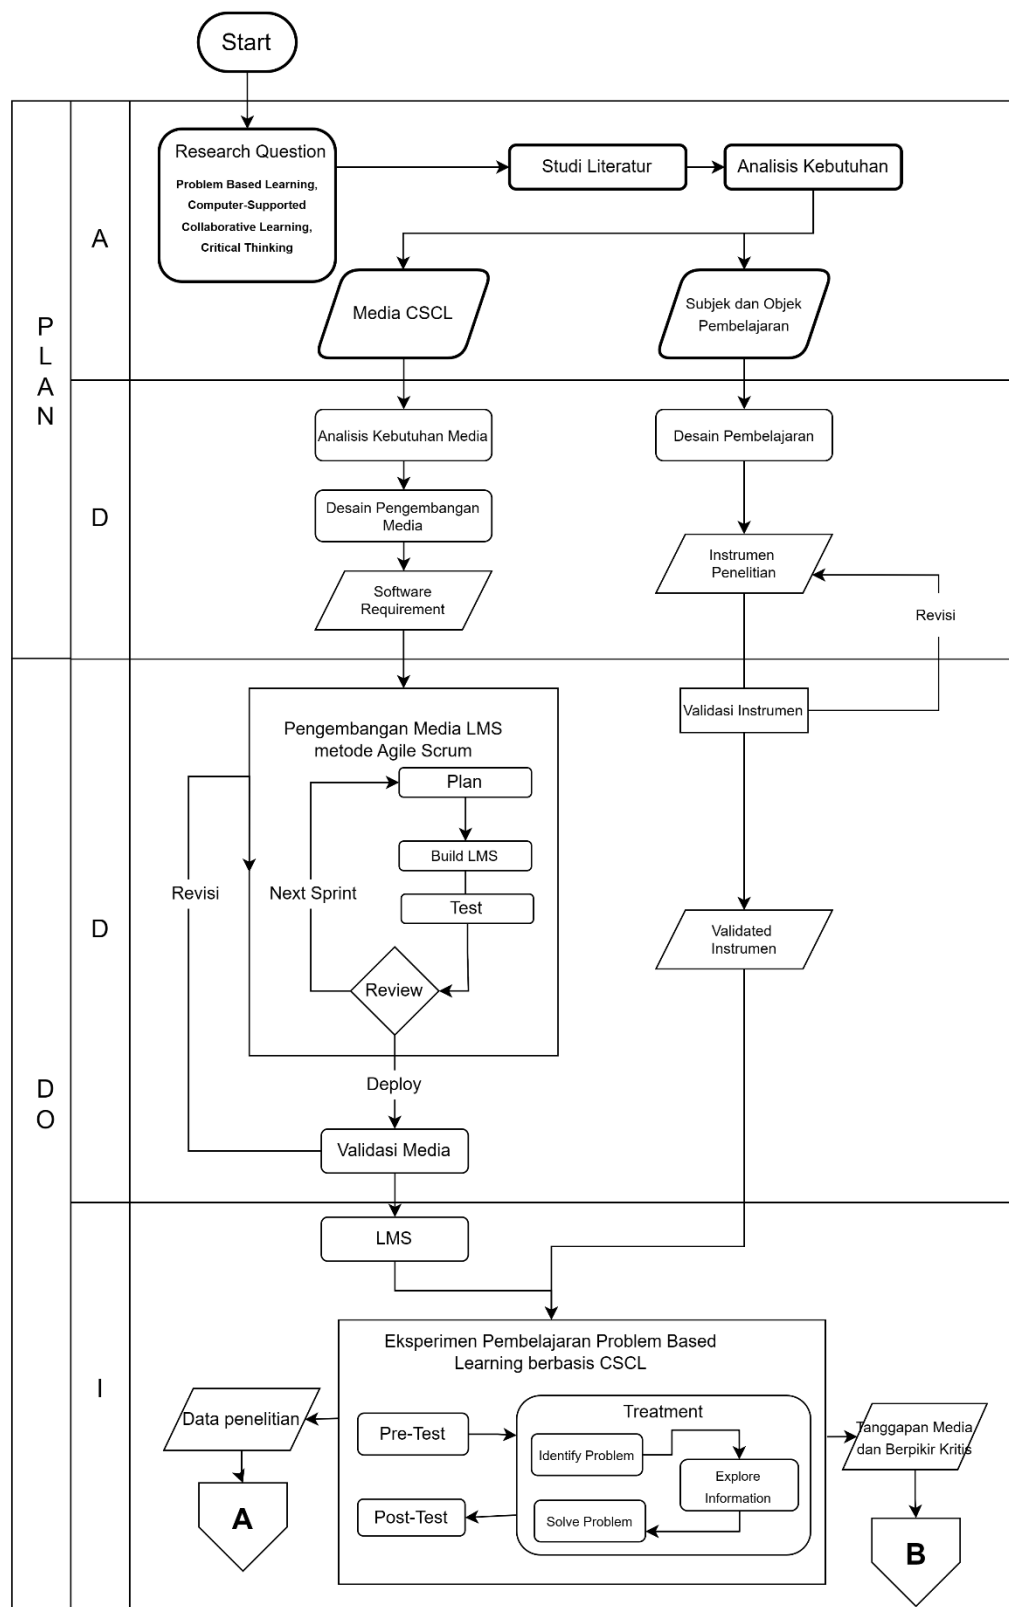 Start
P
L
A
N
A
Research Question
Problem Based Learning,
Computer-Supported
Collaborative Learning,
Critical Thinking
Studi Literatur
Analisis Kebutuhan
Media CSCL
Subjek dan Objek
Pembelajaran
D
Analisis Kebutuhan Media
Desain Pembelajaran
Desain Pengembangan
Media
Instrumen
Penelitian
Software
Requirement
Revisi
D
O
D
Pengembangan Media LMS
metode Agile Scrum
Validasi Instrumen
Plan
Build LMS
Revisi
Next Sprint
Test
Validated
Instrumen
Review
Deploy
Validasi Media
I
LMS
Eksperimen Pembelajaran Problem Based
Learning berbasis CSCL
Data penelitian
Pre-Test
Treatment
Identify Problem
Explore
Information
Solve Problem
Post-Test
Tanggapan Media
dan Berpikir Kritis
A
B